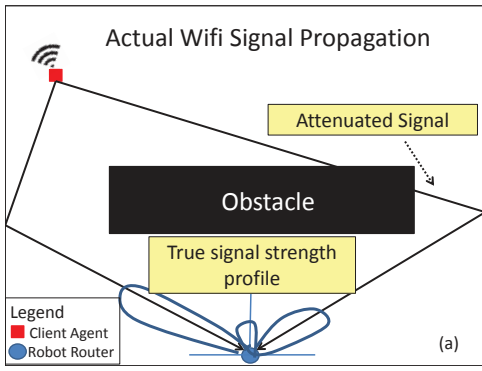 Actual Wifi Signal Propagation
Attenuated Signal
Obstacle
True signal strength
profile
Legend
Client Agent
Robot Router
(a)